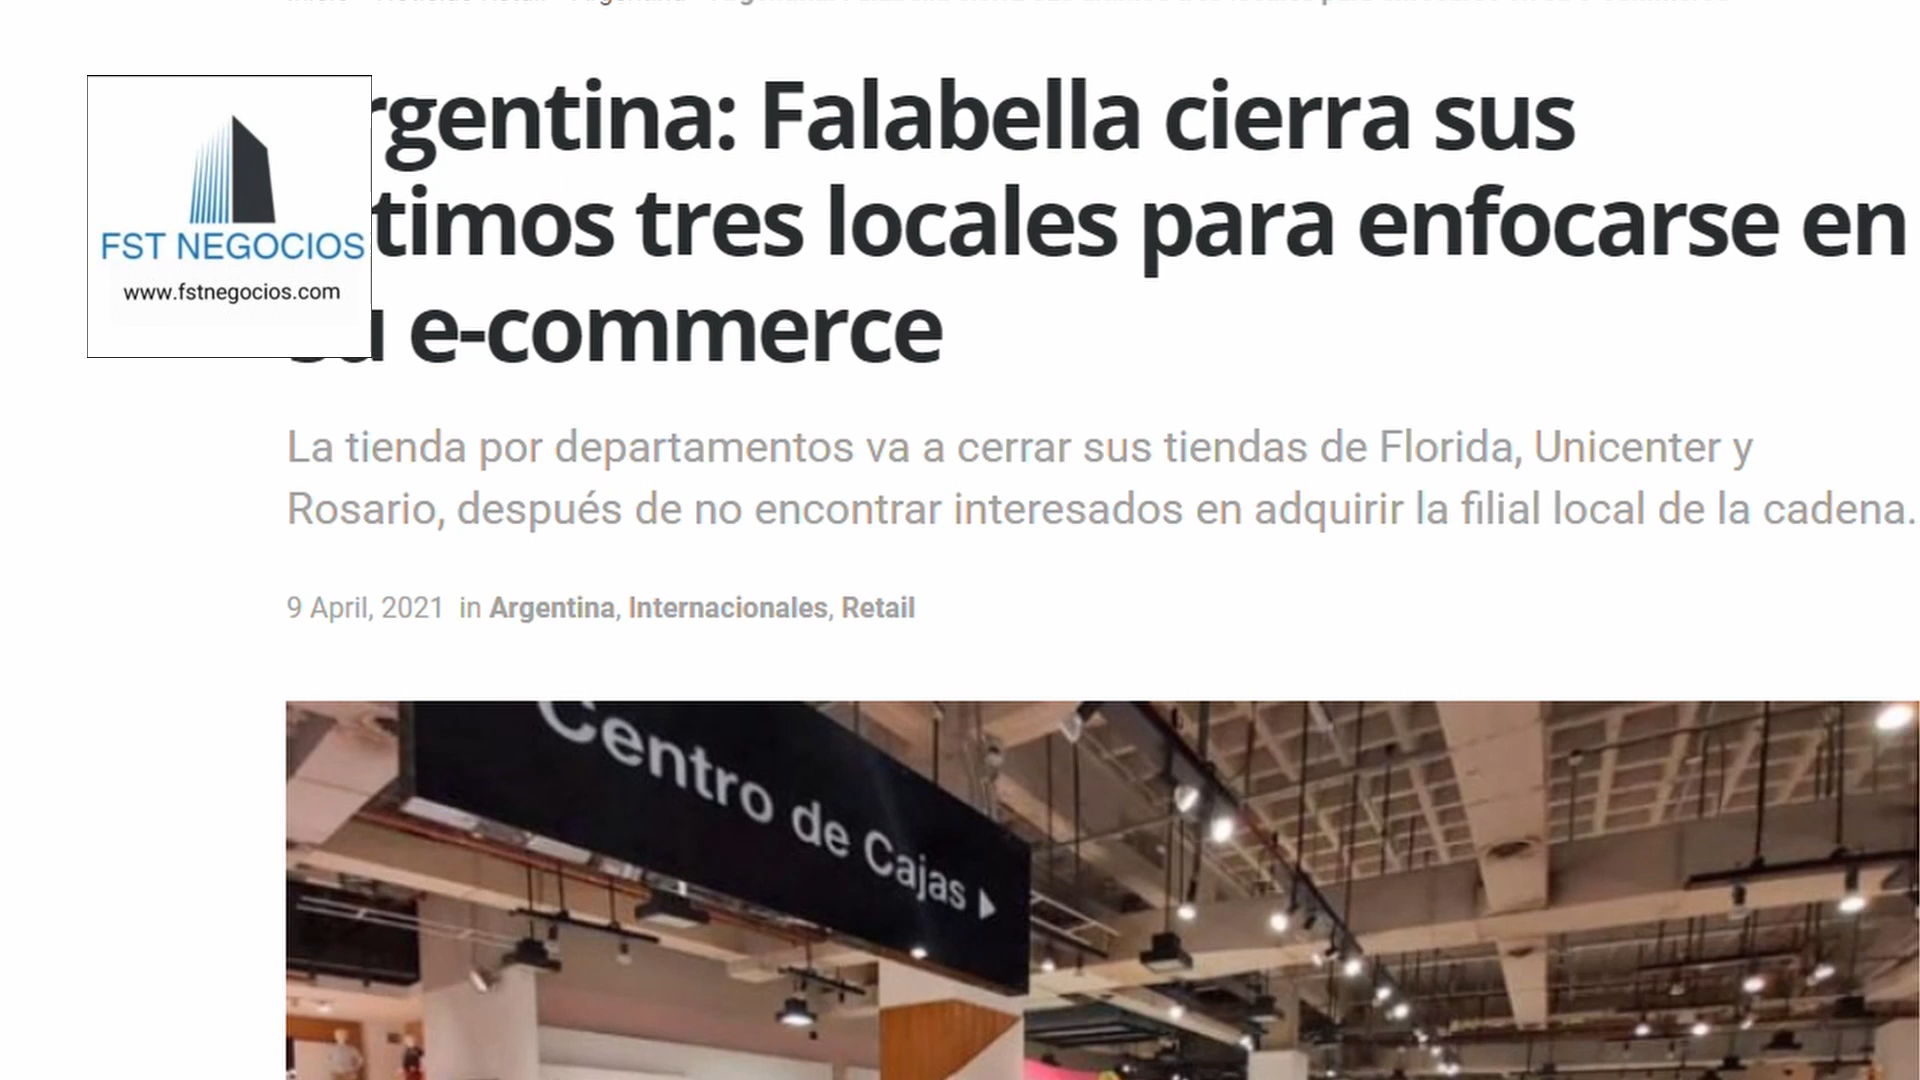 rgentina: Falabella cierra sus
timos tres locales para enfocarse en
su e-commerce
FST NEGOCIOS
www.fstnegocios.com
La tienda por departamentos va a cerrar sus tiendas de Florida, Unicenter y
Rosario, después de no encontrar interesados en adquirir la filial local de la cadena.
9 April, 2021 in Argentina, Internacionales, Retail
Centro de Cajas